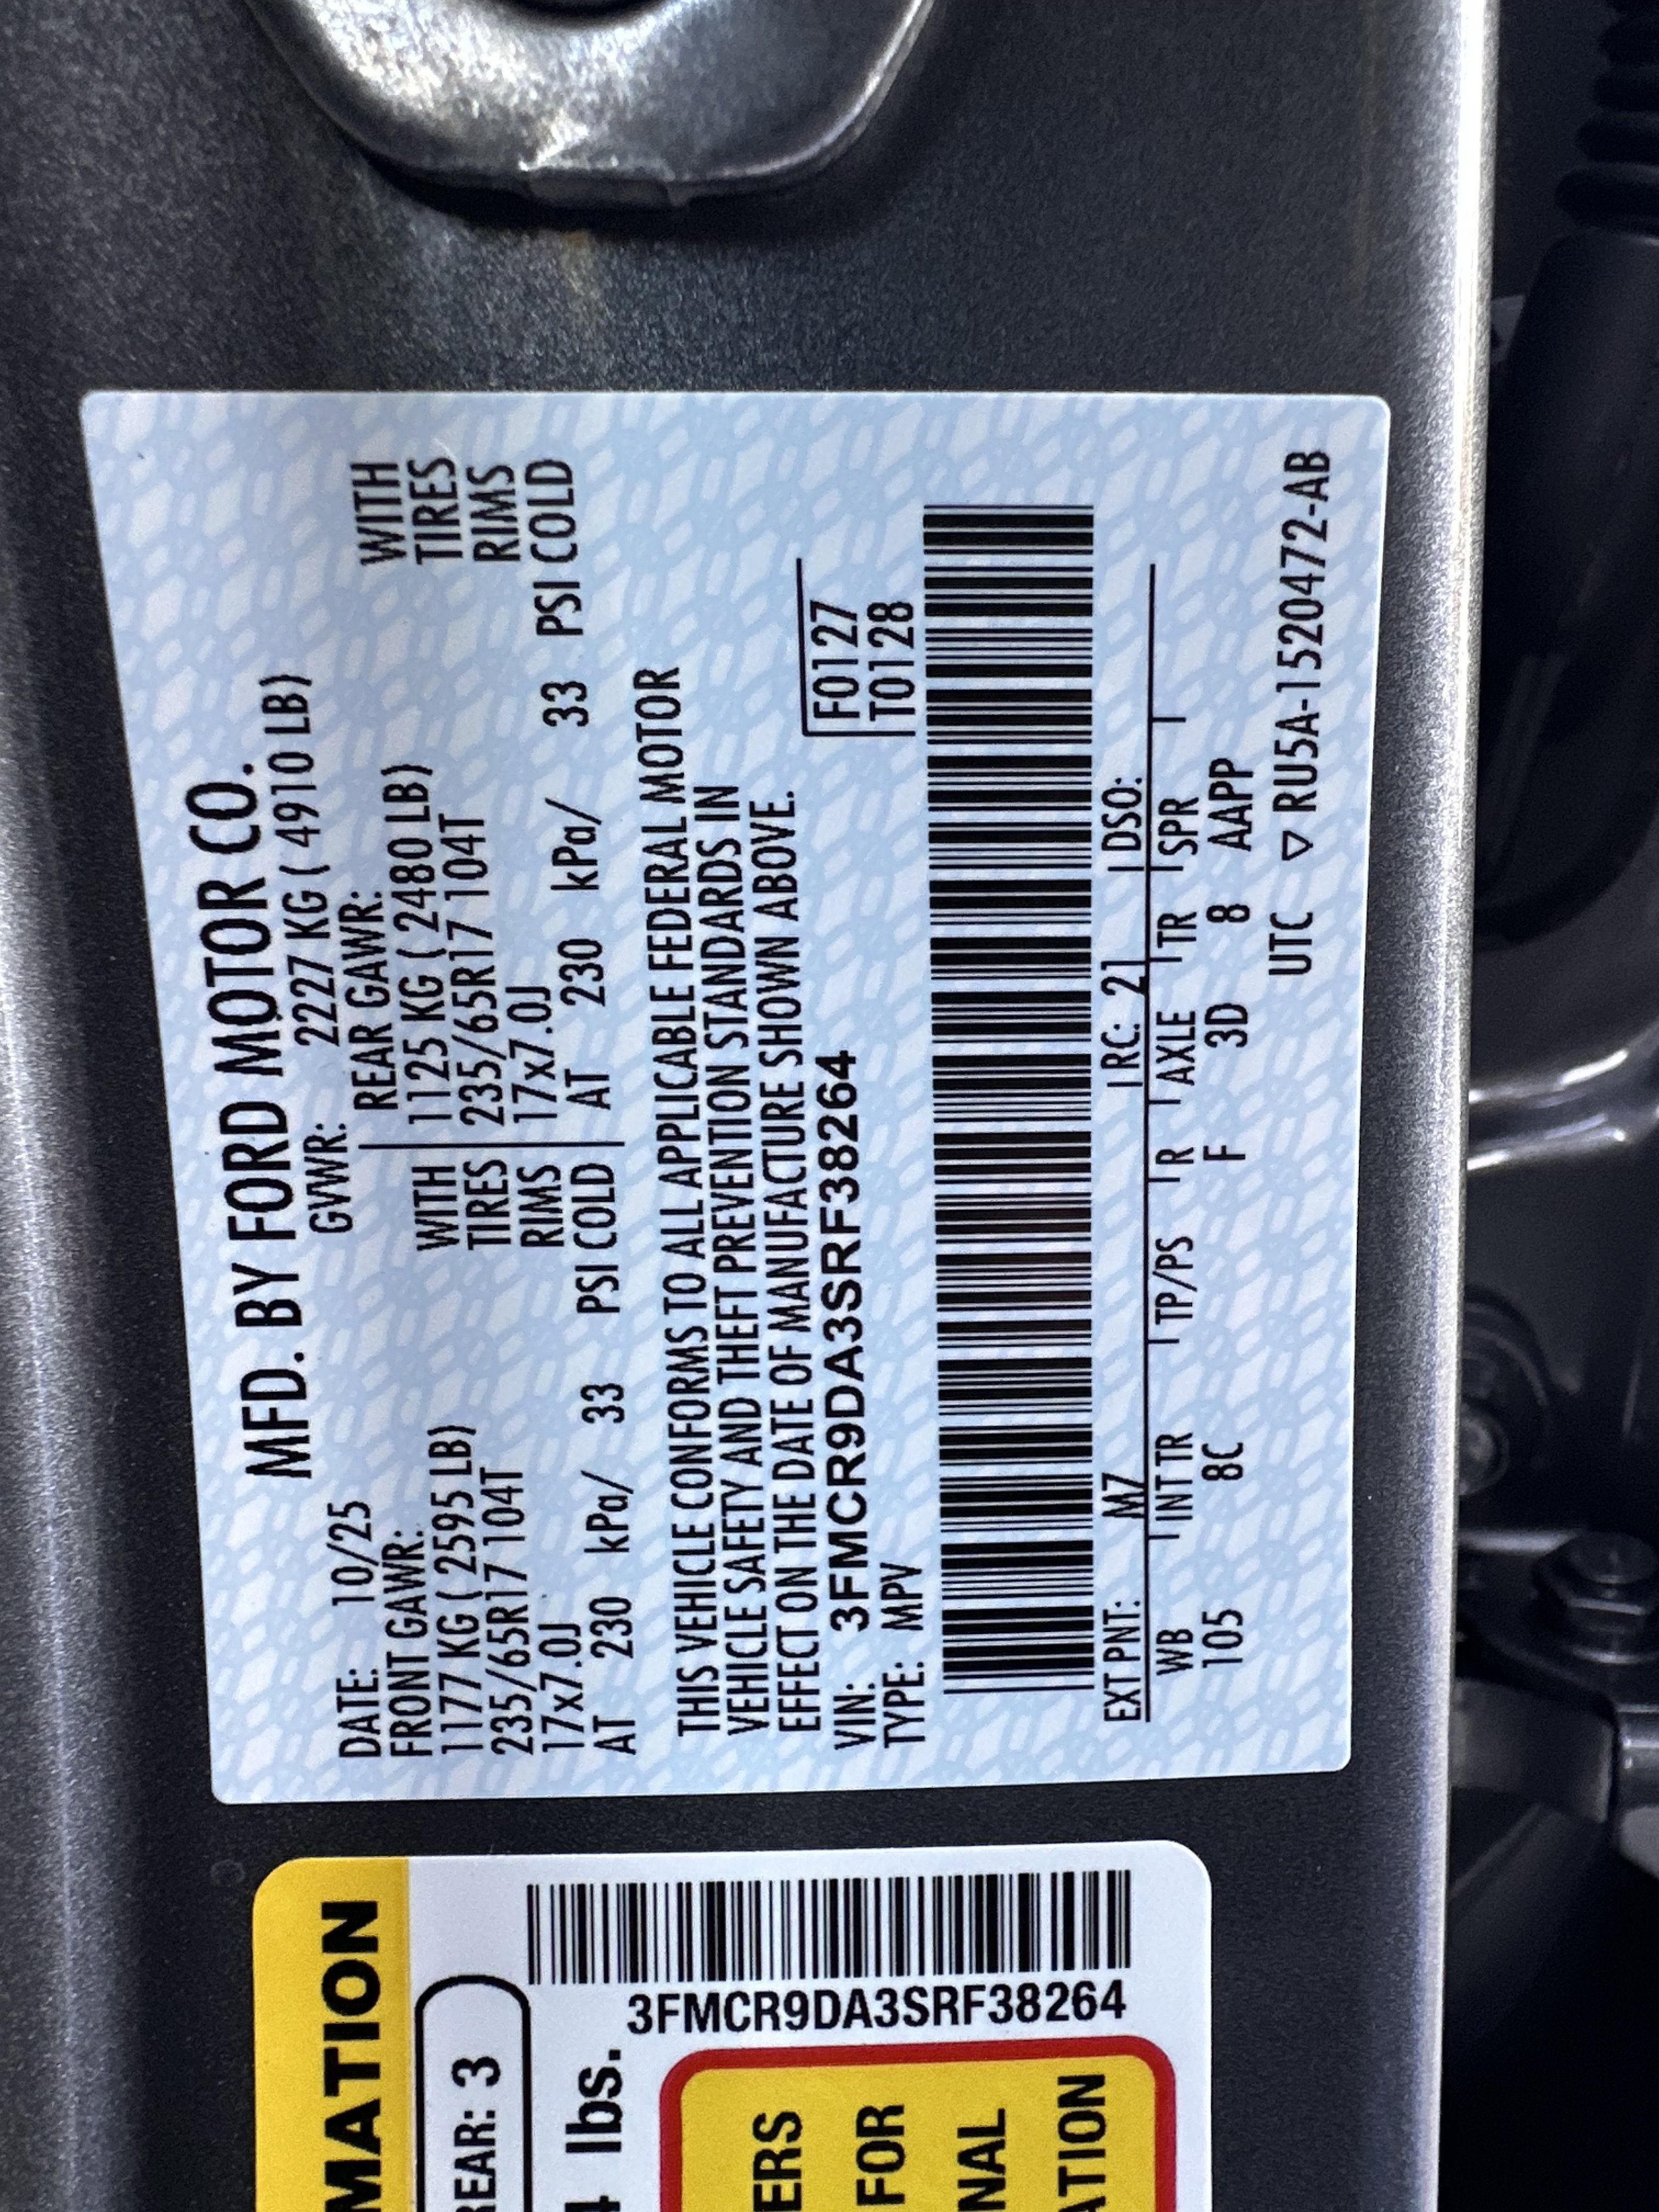 MFD. BY FORD MOTOR CO.
DATE: 10/25 GVWR: 2227 KG ( 4910 LB)
FRONT GAWR: REAR GAWR:
1177 KG ( 2595 LB) WITH 1125 KG ( 2480 LB) WITH
235/65R17 104T TIRES 235/65R17 104T TIRES
17x7.0J RIMS 17x7.0J RIMS
AT 230 kPa/ 33 PSI COLD AT 230 kPa/ 33 PSI COLD
THIS VEHICLE CONFORMS TO ALL APPLICABLE FEDERAL MOTOR
VEHICLE SAFETY AND THEFT PREVENTION STANDARDS IN
EFFECT ON THE DATE OF MANUFACTURE SHOWN ABOVE.
VIN: 3FMCR9DA3SRF38264 F0127
TYPE: MPV T0128
EXT PNT: M7 RC: 21 DSO:
WB INT TR TP/PS R AXLE TR SPR
105 8C F 3D 8 AAPP
UTC ▽ RU5A-1520472-AB
MATION
REAR: 3
4 lbs.
3FMCR9DA3SRF38264
ERS
FOR
NAL
ATION